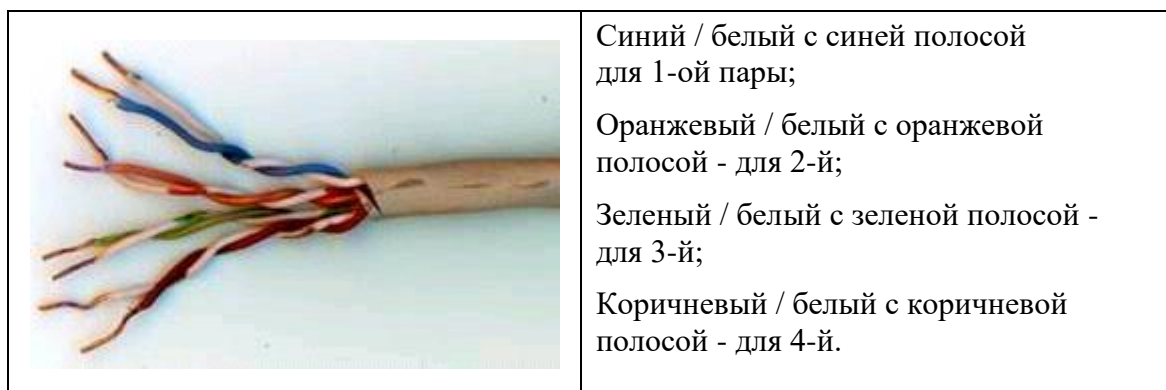 Синий / белый с синей полосой
для 1-ой пары;
Оранжевый / белый с оранжевой
полосой - для 2-й;
Зеленый / белый с зеленой полосой -
для 3-й;
Коричневый / белый с коричневой
полосой - для 4-й.